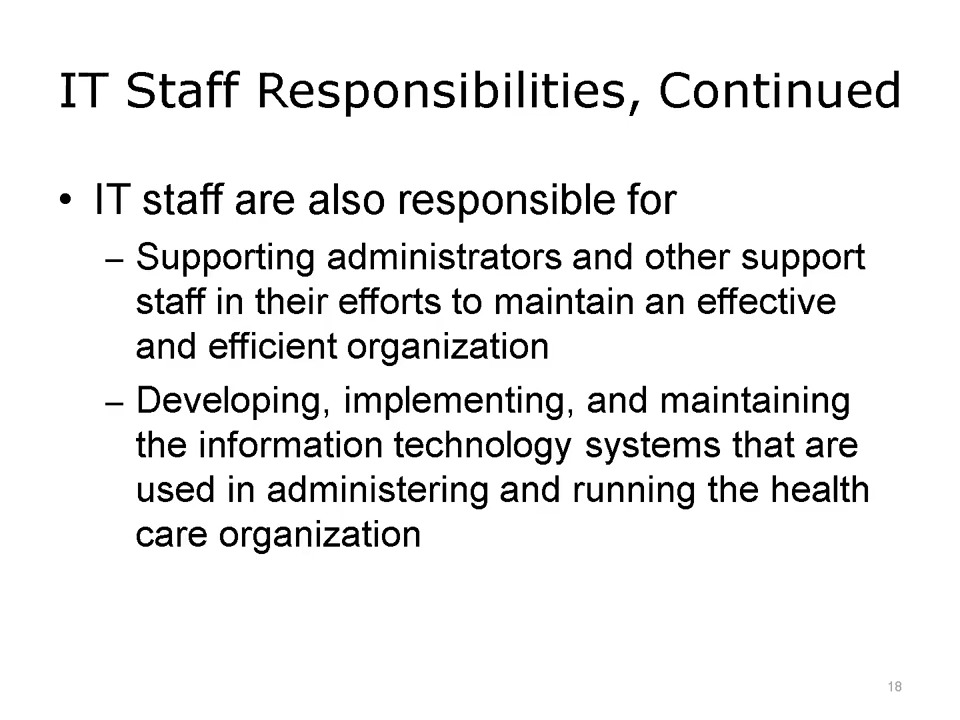 IT Staff Responsibilities, Continued
• IT staff are also responsible for
– Supporting administrators and other support
staff in their efforts to maintain an effective
and efficient organization
– Developing, implementing, and maintaining
the information technology systems that are
used in administering and running the health
care organization
18